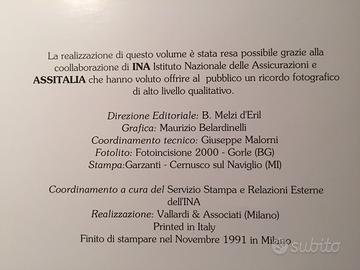 La realizzazione di questo volume è stata resa possibile grazie alla
coollaborazione di INA Istituto Nazionale delle Assicurazioni e
ASSITALIA che hanno voluto offrire al pubblico un ricordo fotografico
di alto livello qualitativo.
Direzione Editoriale: B. Melzi d'Eril
Grafica: Maurizio Belardinelli
Coordinamento tecnico: Giuseppe Malorni
Fotolito: Fotoincisione 2000 - Gorle (BG)
Stampa:Garzanti - Cernusco sul Naviglio (MI)
Coordinamento a cura del Servizio Stampa e Relazioni Esterne
dell'INA
Realizzazione: Vallardi & Associati (Milano)
Printed in Italy
Finito di stampare nel Novembre 1991 in Milano
subito